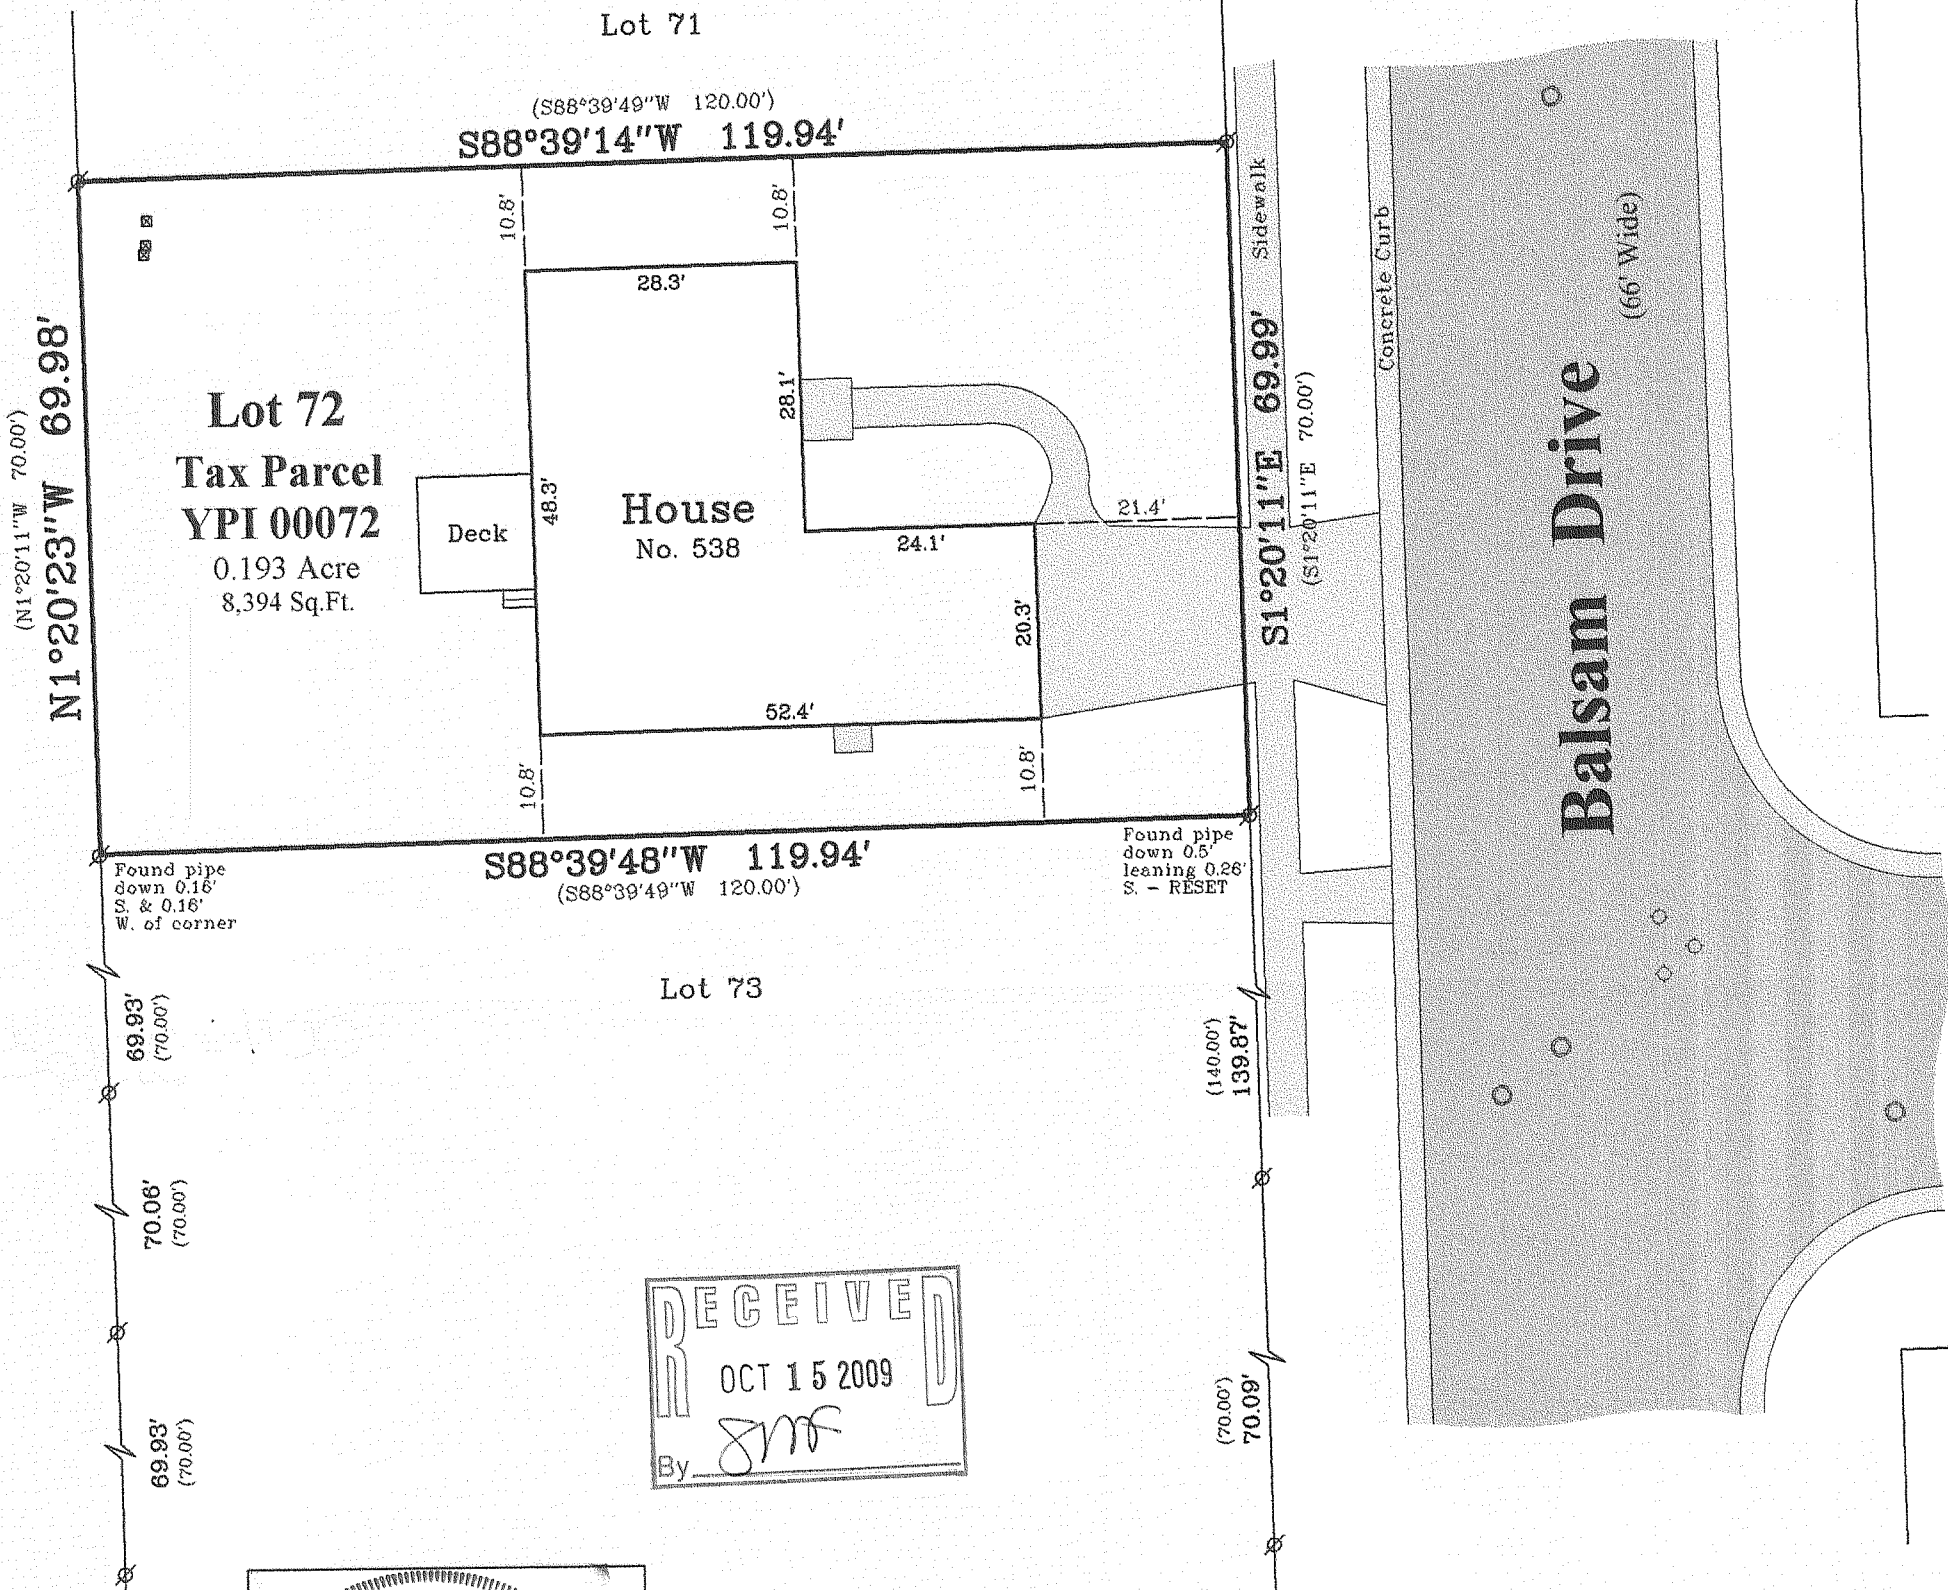 Lot 71
(S88°39'49"W 120.00')
S88°39'14"W 119.94'
10.8'
10.8'
28.3'
Sidewalk
Concrete Curb
(66' Wide)
Balsam Drive
N1°20'23"W 69.98'
(N1°20'11"W 70.00')
Lot 72
Tax Parcel
YPI 00072
0.193 Acre
8,394 Sq.Ft.
Deck
48.3'
House
No. 538
28.1'
24.1'
21.4'
20.3'
S1°20'11"E 69.99'
(S1°20'11"E 70.00')
52.4'
10.8'
10.8'
S88°39'48"W 119.94'
(S88°39'49"W 120.00')
Found pipe
down 0.16'
S. & 0.16'
W. of corner
Found pipe
down 0.5'
leaning 0.26'
S. - RESET
Lot 73
69.93'
(70.00')
(140.00')
139.87'
70.06'
(70.00')
RECEIVED
OCT 15 2009
By
69.93'
(70.00')
(70.00')
70.09'